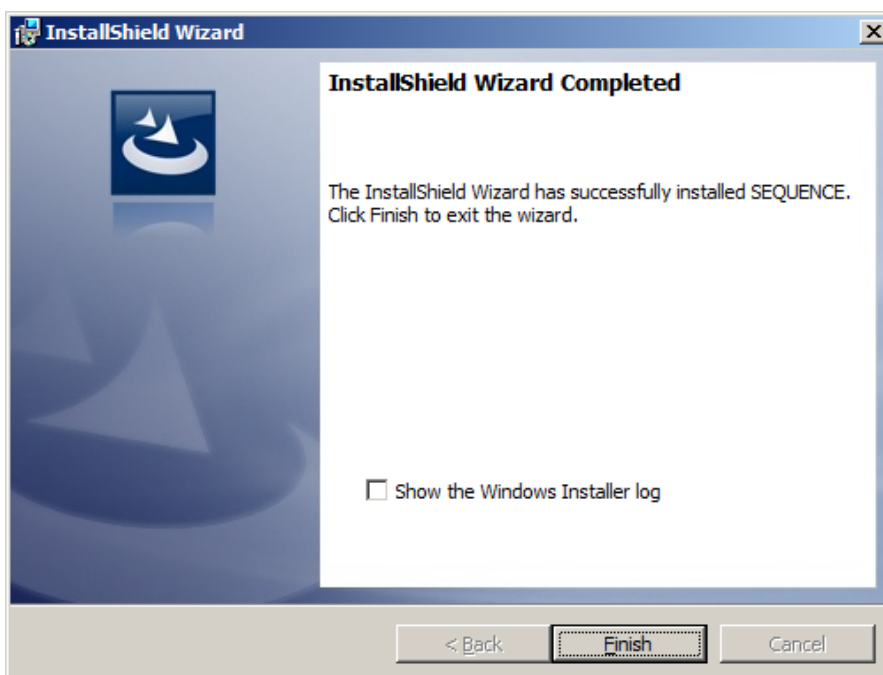 InstallShield Wizard
InstallShield Wizard Completed
The InstallShield Wizard has successfully installed SEQUENCE.
Click Finish to exit the wizard.
Show the Windows Installer log
< Back
Finish
Cancel